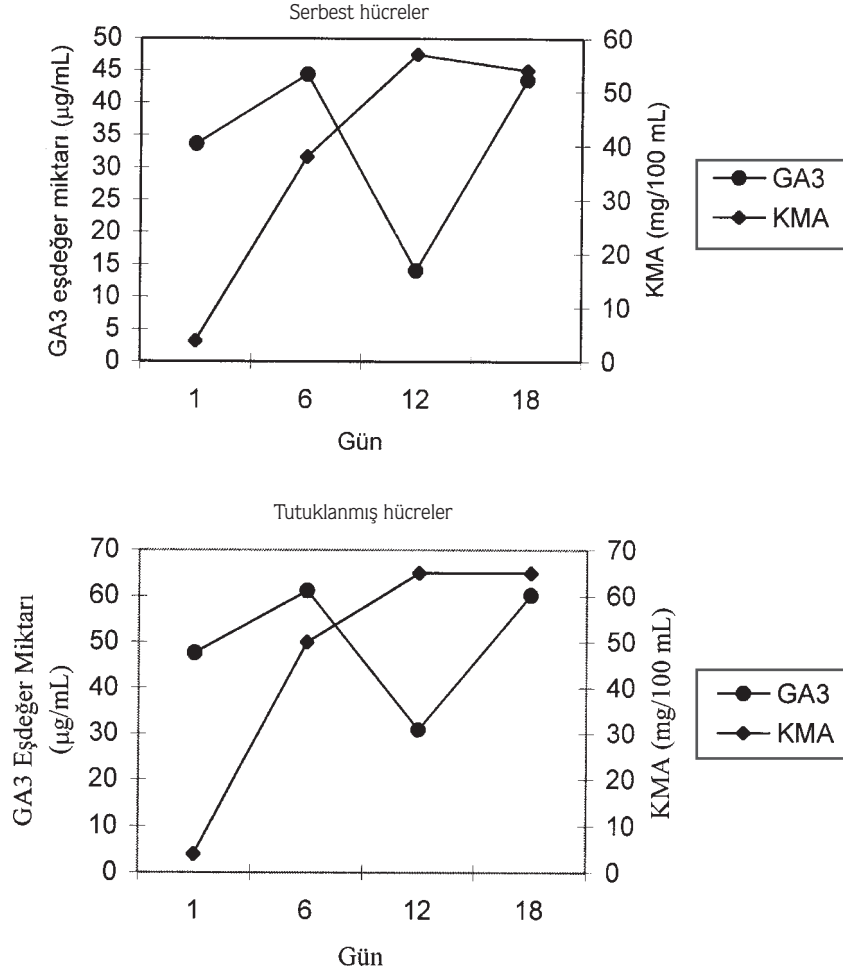 Serbest hücreler
GA3 eşdeğer miktarı (µg/mL)
50
45
40
35
30
25
20
15
10
5
0
60
50
40
30
20
10
0
KMA (mg/100 mL)
1 6 12 18
Gün
GA3
KMA
Tutuklanmış hücreler
GA3 Eşdeğer Miktarı
(µg/mL)
70
60
50
40
30
20
10
0
70
60
50
40
30
20
10
0
KMA (mg/100 mL)
1 6 12 18
Gün
GA3
KMA